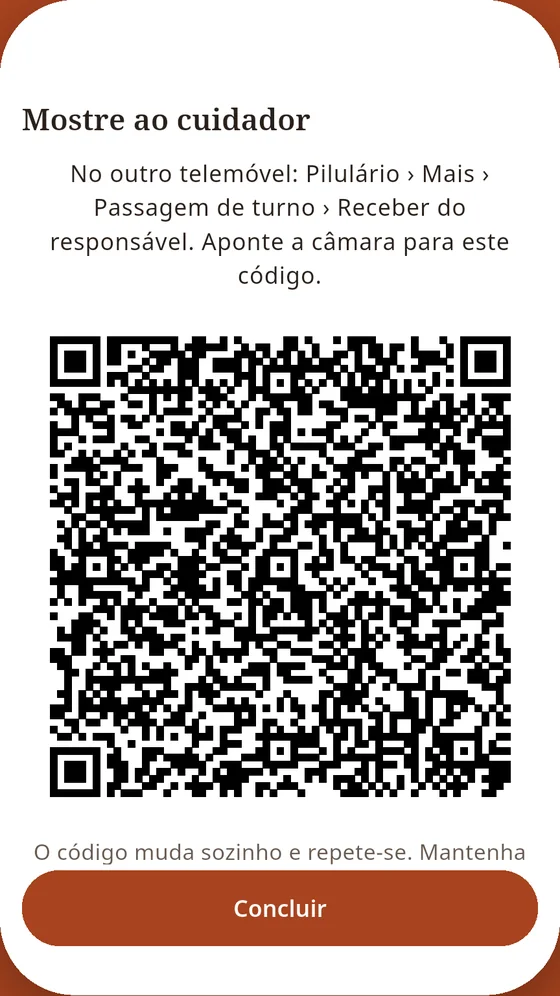 Mostre ao cuidador
No outro telemóvel: Pilulário › Mais ›
Passagem de turno › Receber do
responsável. Aponte a câmara para este
código.
O código muda sozinho e repete-se. Mantenha
Concluir